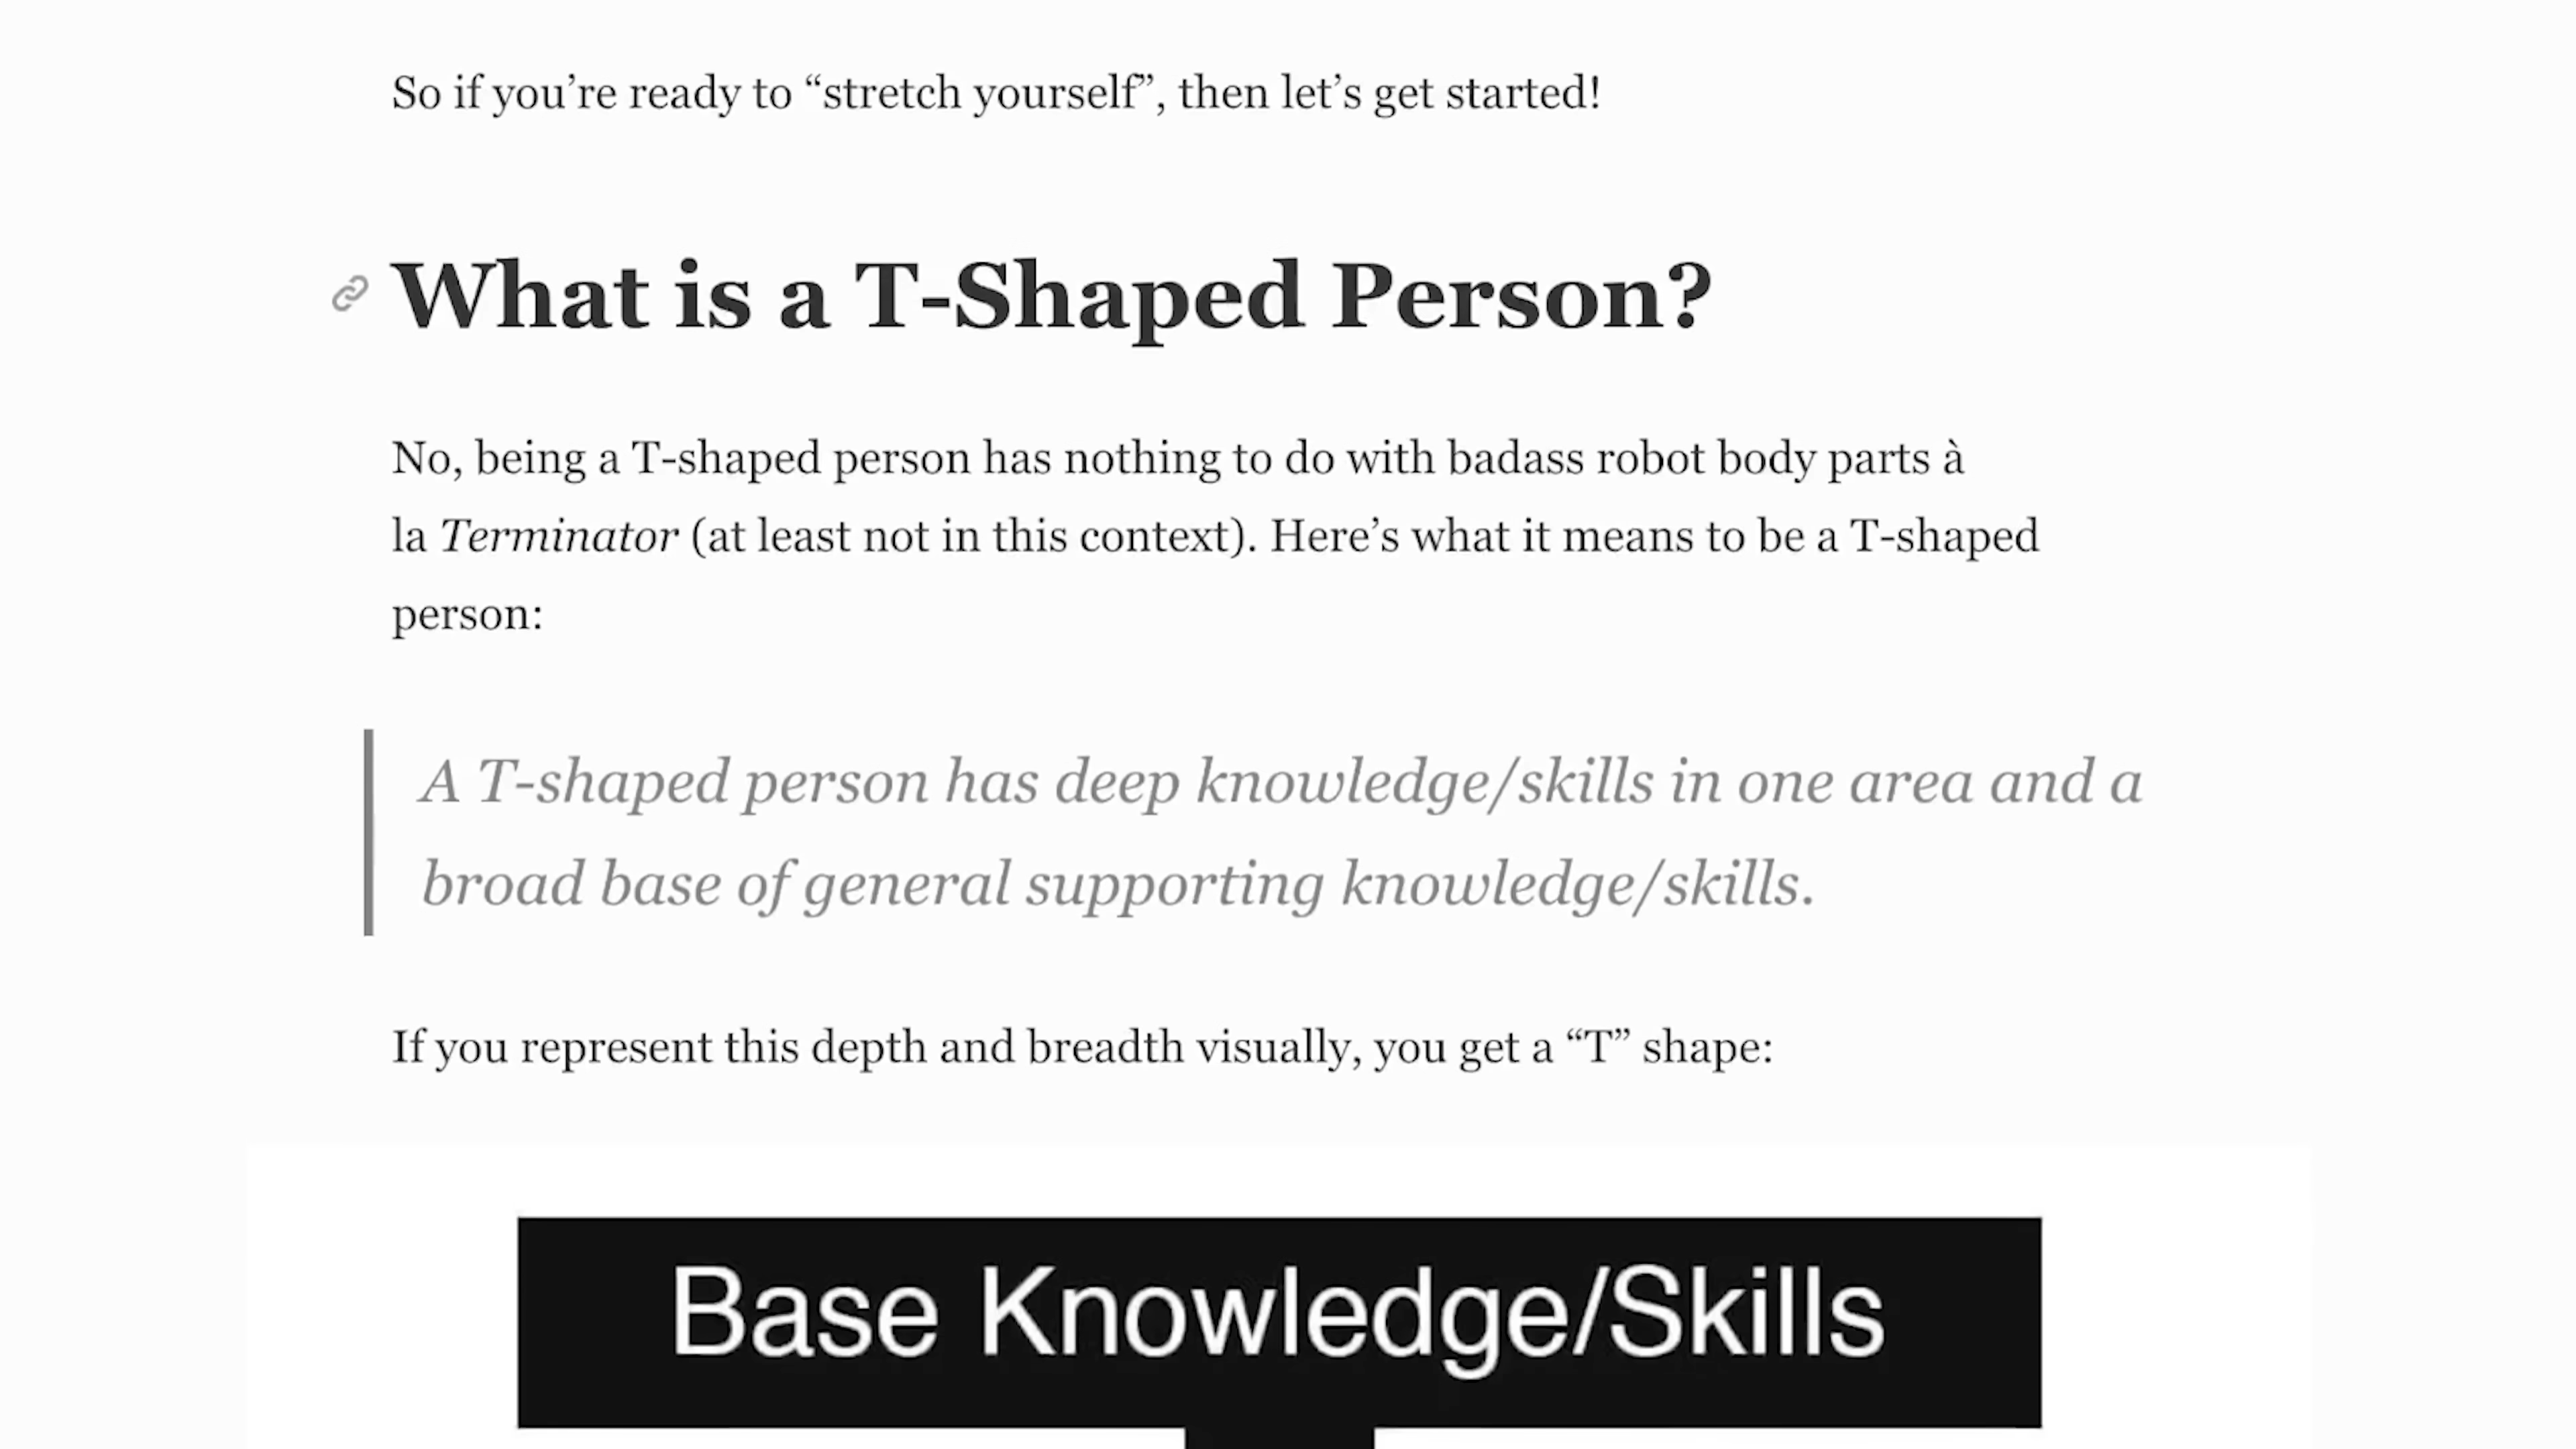 So if you’re ready to “stretch yourself”, then let’s get started!
What is a T-Shaped Person?
No, being a T-shaped person has nothing to do with badass robot body parts à
la Terminator (at least not in this context). Here’s what it means to be a T-shaped
person:
A T-shaped person has deep knowledge/skills in one area and a
broad base of general supporting knowledge/skills.
If you represent this depth and breadth visually, you get a “T” shape:
Base Knowledge/Skills